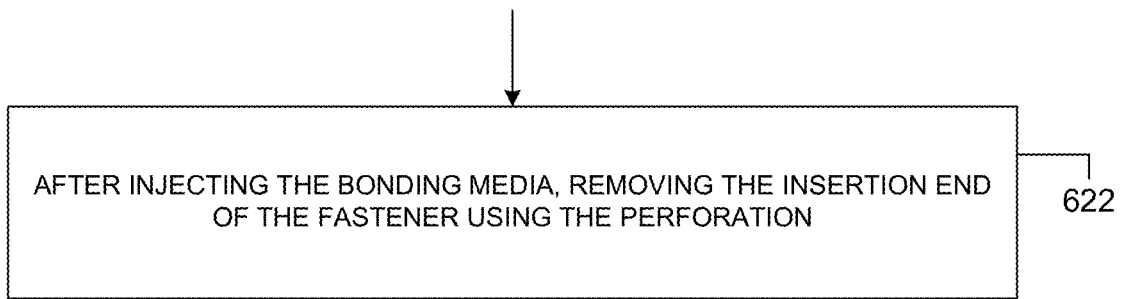 AFTER INJECTING THE BONDING MEDIA, REMOVING THE INSERTION END
OF THE FASTENER USING THE PERFORATION
622